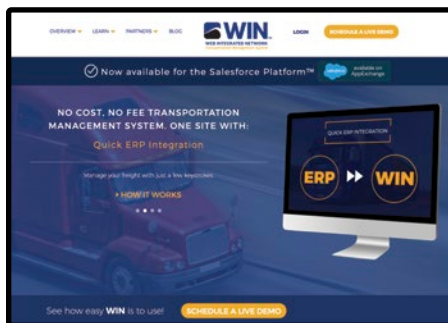 OVERVIEW
LEARN
PARTNERS
BLOG
WIN
WEB INTEGRATED NETWORK
LOGIN
SCHEDULE A LIVE DEMO
Now available for the Salesforce Platform™
salesforce
available on
AppExchange
NO COST, NO FEE TRANSPORTATION
MANAGEMENT SYSTEM. ONE SITE WITH:
Quick ERP Integration
Manage your freight with just a few keystrokes
HOW IT WORKS
QUICK ERP INTEGRATION
ERP
WIN
See how easy WIN is to use!
SCHEDULE A LIVE DEMO